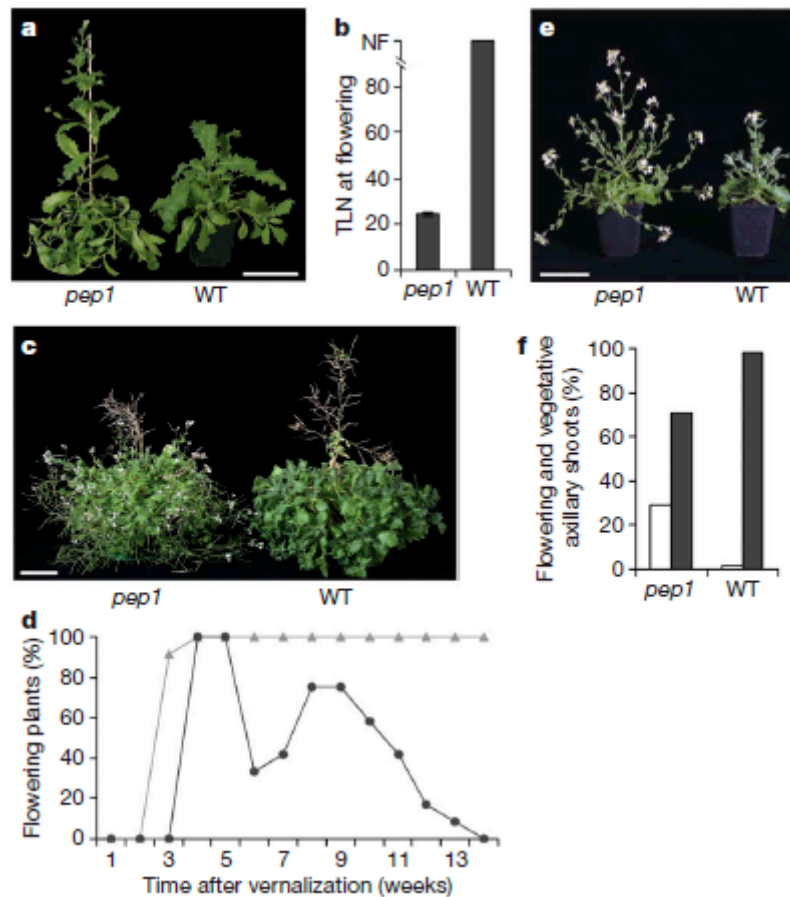 a
pep1 WT
b
TLN at flowering
NF
80
60
40
20
0
pep1 WT
e
pep1 WT
c
pep1 WT
f
Flowering and vegetative
axillary shoots (%)
100
80
60
40
20
0
pep1 WT
d
Flowering plants (%)
100
80
60
40
20
0
1 3 5 7 9 11 13
Time after vernalization (weeks)